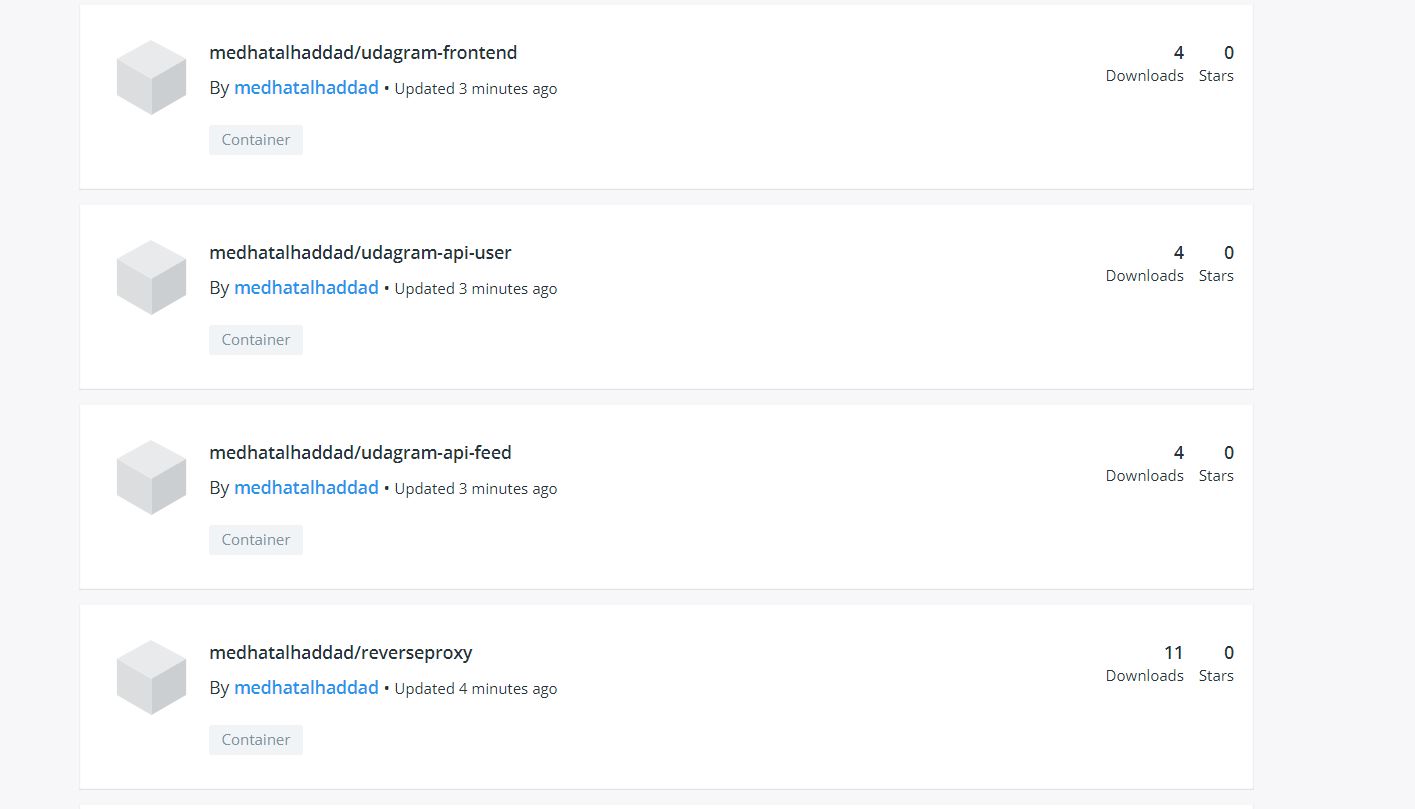 medhatalhaddad/udagram-frontend
4 0
By medhatalhaddad • Updated 3 minutes ago
Downloads Stars
Container
medhatalhaddad/udagram-api-user
4 0
By medhatalhaddad • Updated 3 minutes ago
Downloads Stars
Container
medhatalhaddad/udagram-api-feed
4 0
By medhatalhaddad • Updated 3 minutes ago
Downloads Stars
Container
medhatalhaddad/reverseproxy
11 0
By medhatalhaddad • Updated 4 minutes ago
Downloads Stars
Container